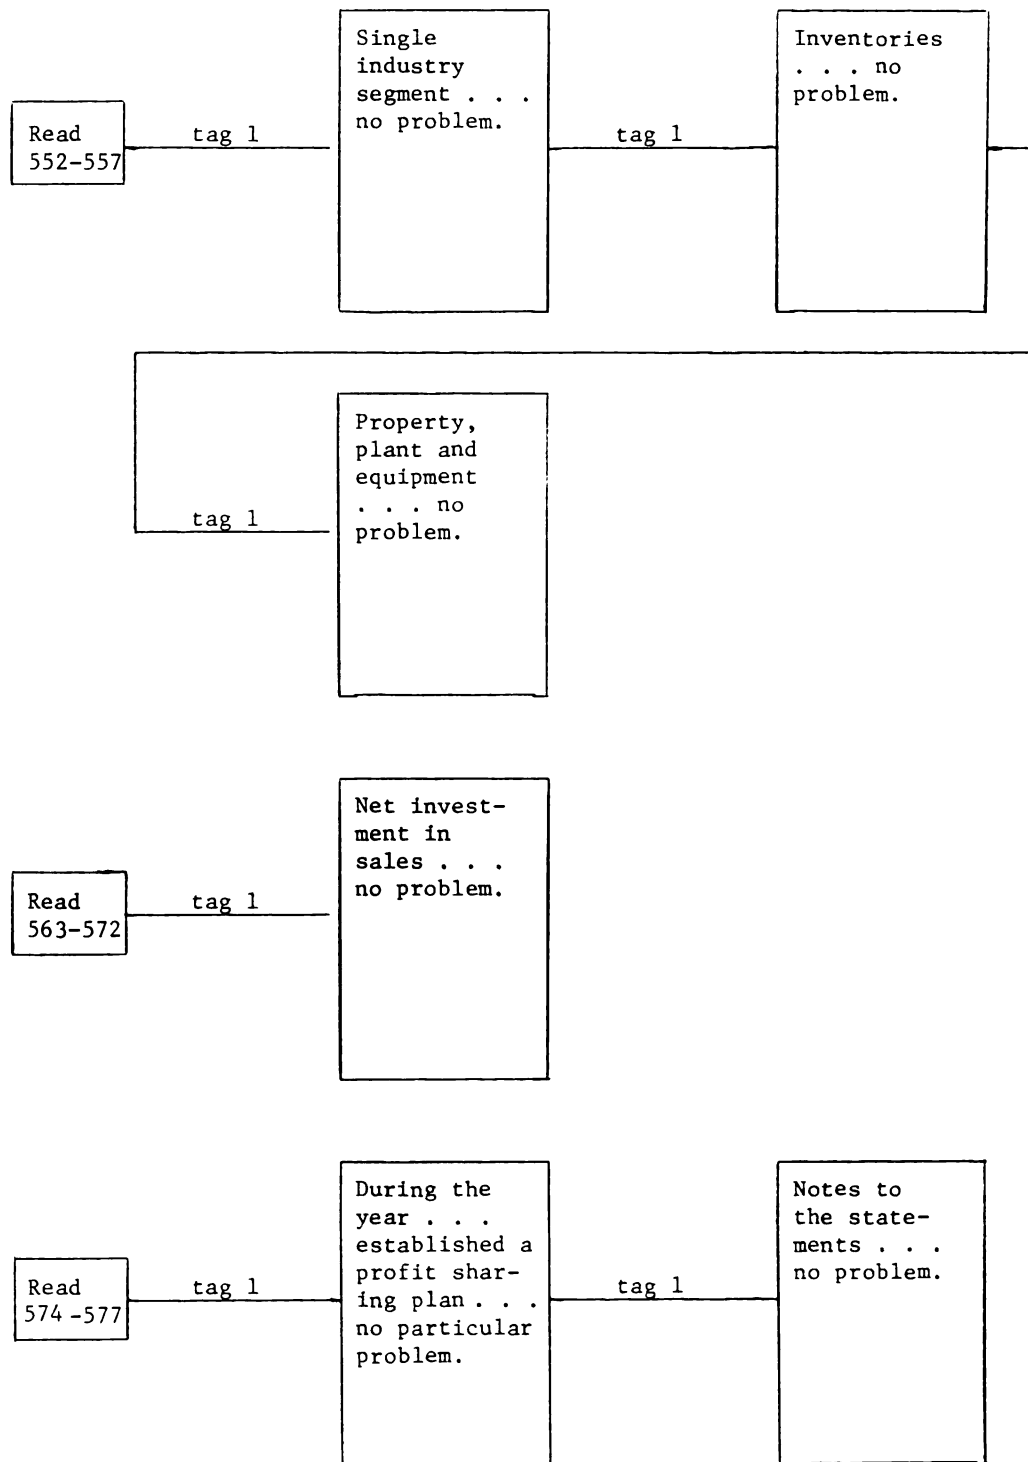 Read
552-557
tag 1
Single
industry
segment . . .
no problem.
tag 1
Inventories
. . . no
problem.
tag 1
Property,
plant and
equipment
. . . no
problem.
Read
563-572
tag 1
Net invest-
ment in
sales . . .
no problem.
Read
574-577
tag 1
During the
year . . .
established a
profit shar-
ing plan . . .
no particular
problem.
tag 1
Notes to
the state-
ments . . .
no problem.